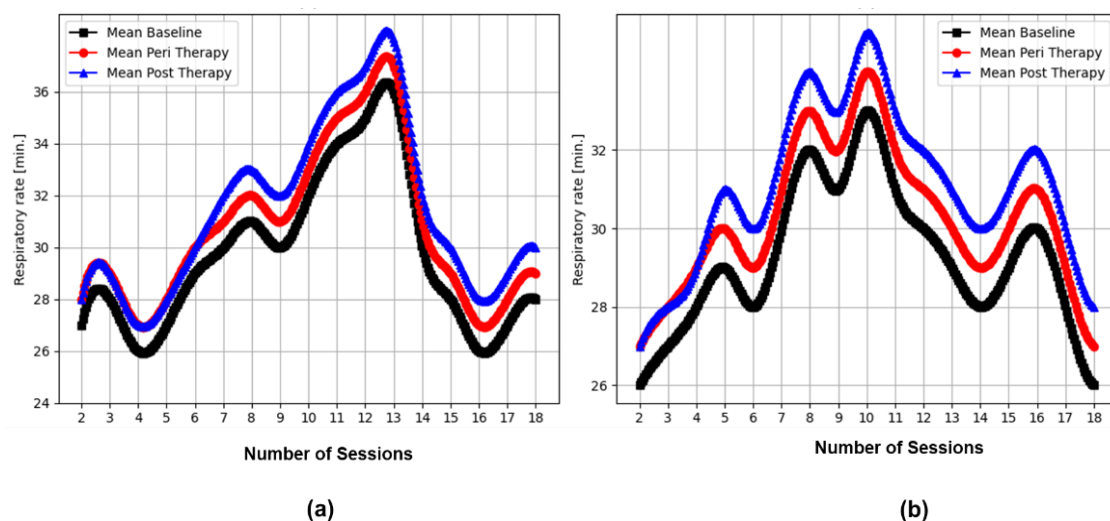 Mean Baseline
Mean Peri Therapy
Mean Post Therapy
Respiratory rate [min.]
36
34
32
30
28
26
24
2 3 4 5 6 7 8 9 10 11 12 13 14 15 16 17 18
Number of Sessions
(a)
Mean Baseline
Mean Peri Therapy
Mean Post Therapy
Respiratory rate [min.]
32
30
28
26
2 3 4 5 6 7 8 9 10 11 12 13 14 15 16 17 18
Number of Sessions
(b)